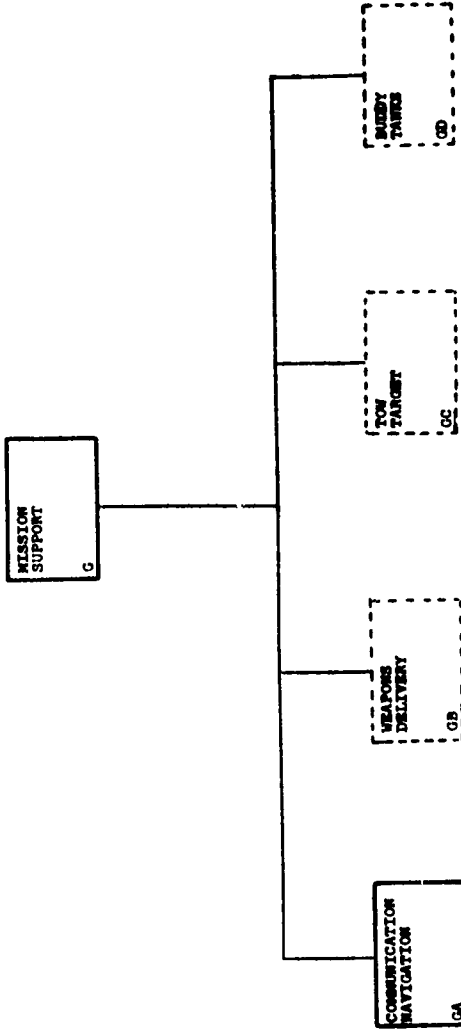 MISSION
SUPPORT
G
COMMUNICATION
NAVIGATION
GA
WEAPONS
DELIVERY
GB
TOW
TARGET
GC
BUDDY
TANKS
GD